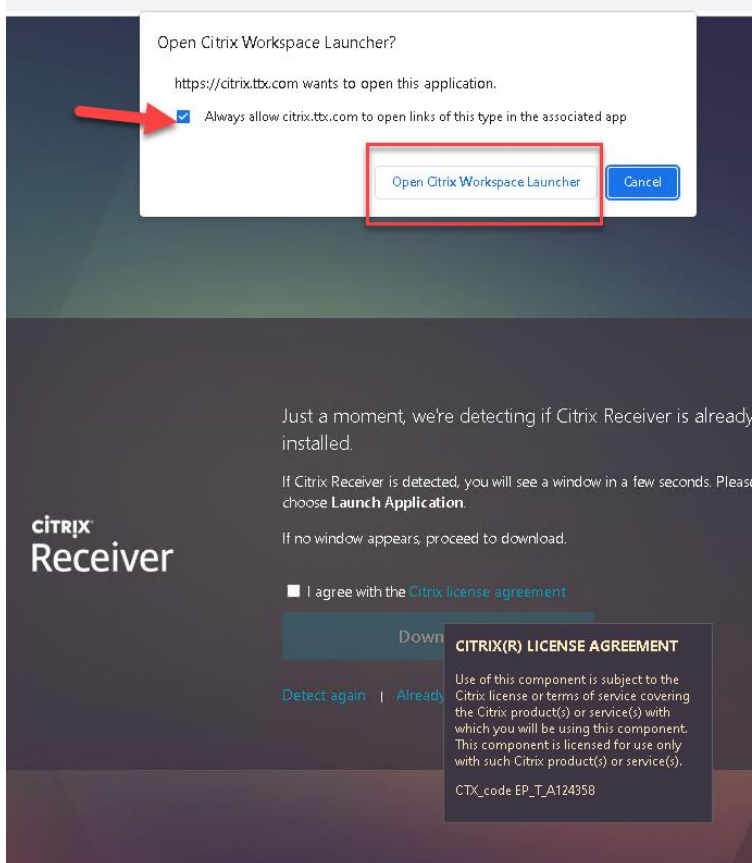 Open Citrix Workspace Launcher?
https://citrix.ttx.com wants to open this application.
Always allow citrix.ttx.com to open links of this type in the associated app
Open Citrix Workspace Launcher Cancel
Just a moment, we're detecting if Citrix Receiver is already
installed.
If Citrix Receiver is detected, you will see a window in a few seconds. Please
choose Launch Application.
If no window appears, proceed to download.
CITRIX
Receiver
I agree with the Citrix license agreement
Down
Detect again | Already
CITRIX(R) LICENSE AGREEMENT
Use of this component is subject to the
Citrix license or terms of service covering
the Citrix product(s) or service(s) with
which you will be using this component.
This component is licensed for use only
with such Citrix product(s) or service(s).
CTX_code EP_T_A124358